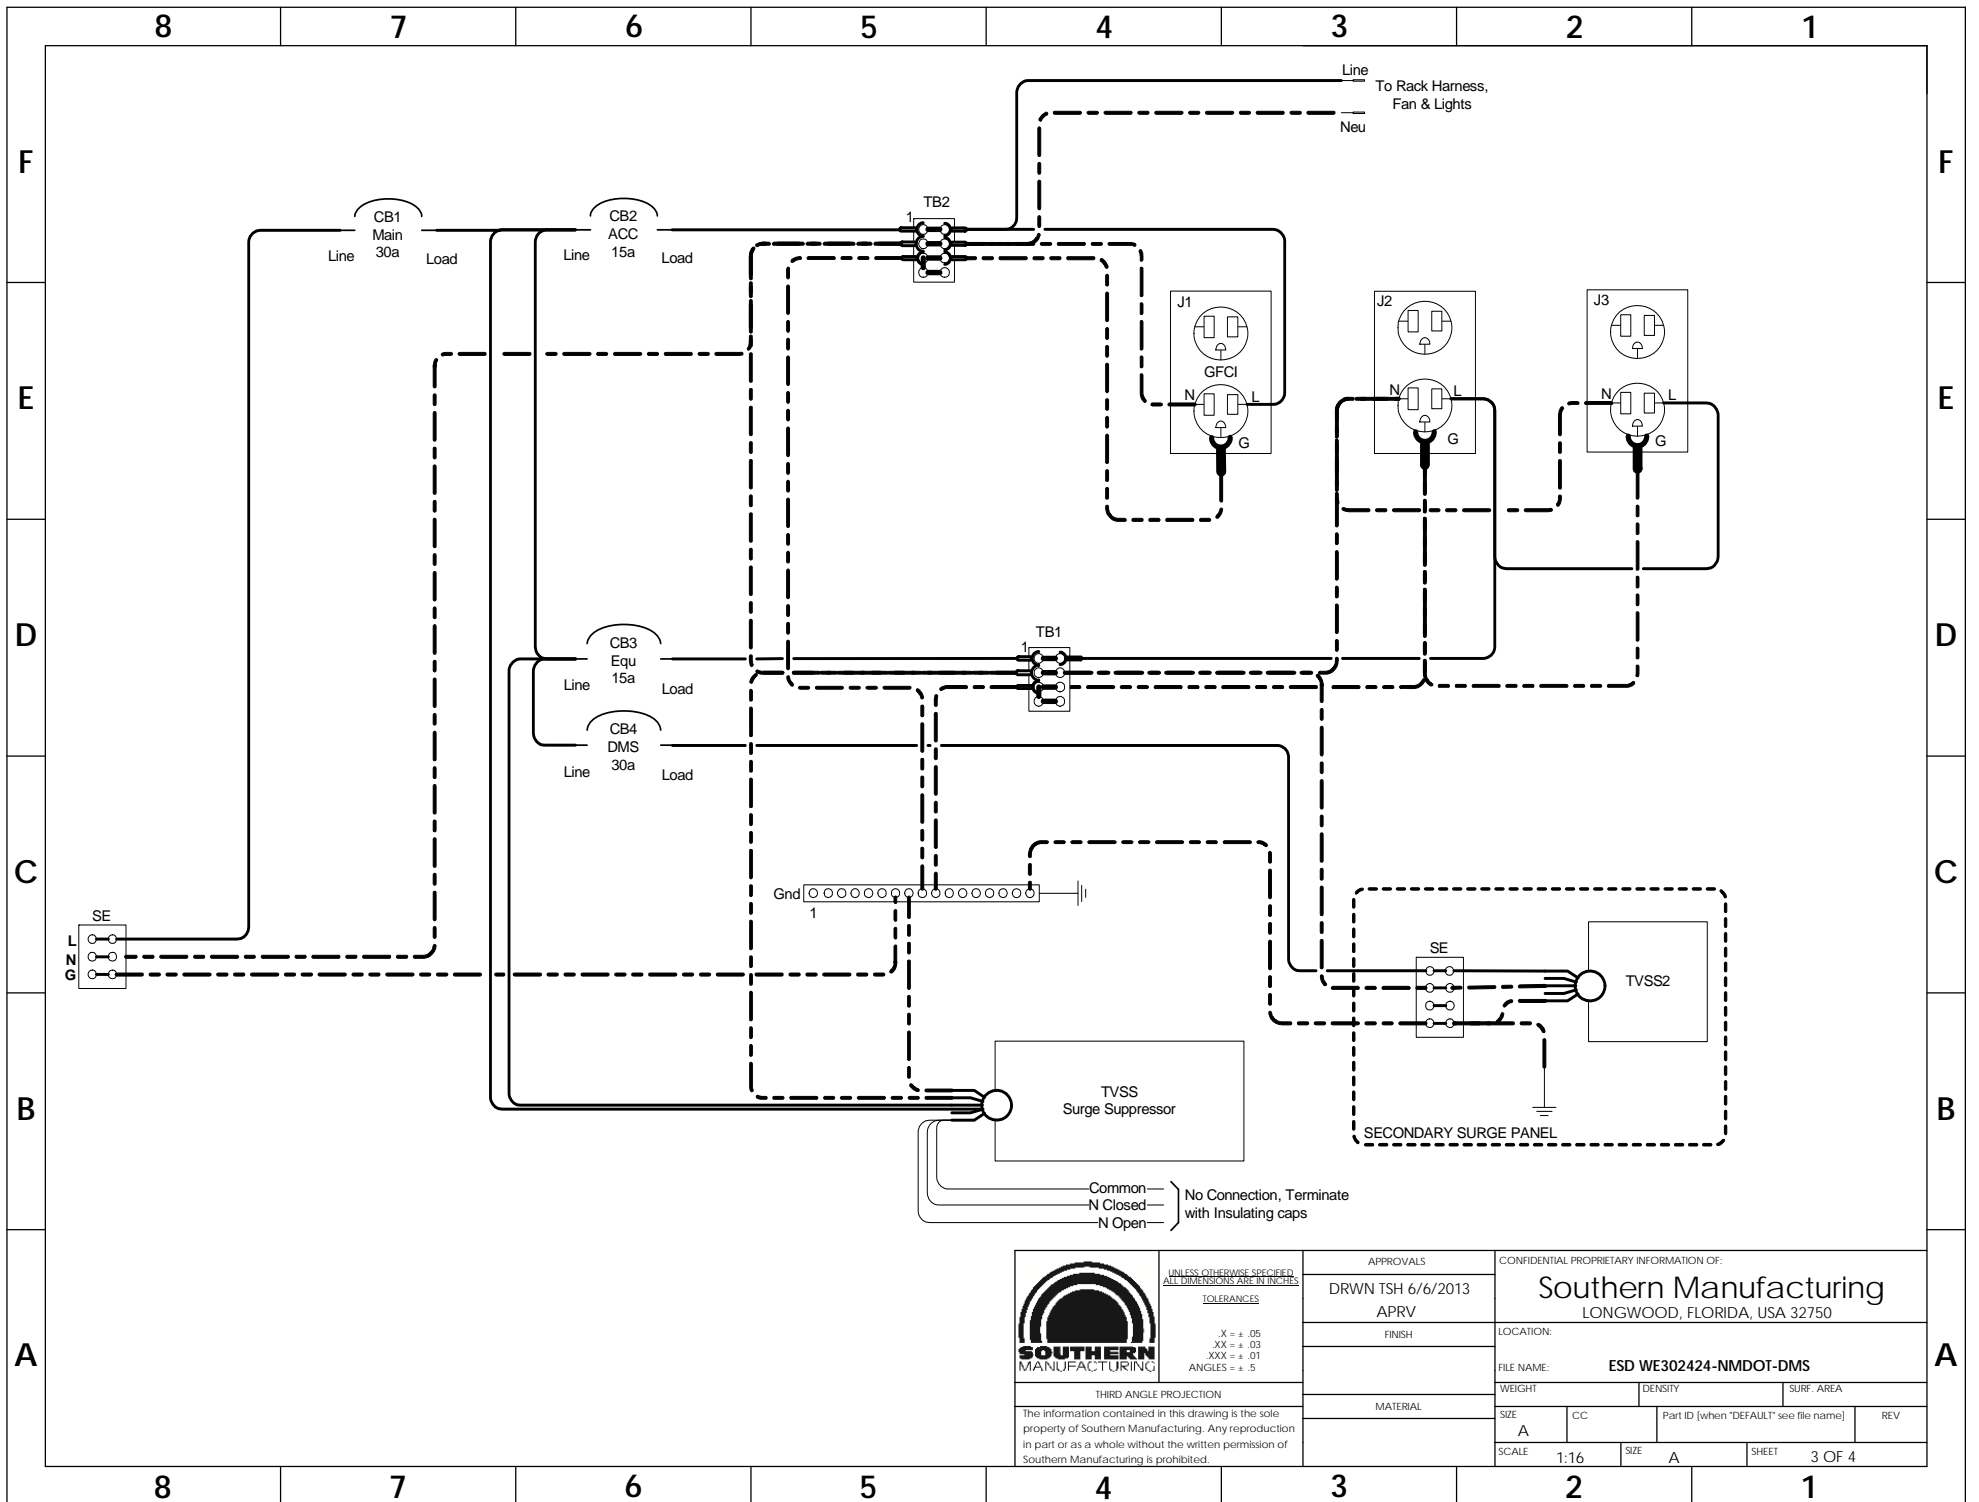 8 7 6 5 4 3 2 1
Line
To Rack Harness,
Fan & Lights
Neu
F F
CB1
Main
30a
Line Load
CB2
ACC
15a
Line Load
TB2
1
J1
GFCI
N L
G
J2
N L
G
J3
N L
G
E E
D D
CB3
Equ
15a
Line Load
TB1
1
CB4
DMS
30a
Line Load
C C
Gnd
1
SE
L
N
G
SE
TVSS2
SECONDARY SURGE PANEL
B B
TVSS
Surge Suppressor
Common
N Closed
N Open
No Connection, Terminate
with Insulating caps
A A
SOUTHERN
MANUFACTURING
UNLESS OTHERWISE SPECIFIED
ALL DIMENSIONS ARE IN INCHES
TOLERANCES
.X = ± .05
.XX = ± .03
.XXX = ± .01
ANGLES = ± .5
THIRD ANGLE PROJECTION
The information contained in this drawing is the sole
property of Southern Manufacturing. Any reproduction
in part or as a whole without the written permission of
Southern Manufacturing is prohibited.
APPROVALS
DRWN TSH 6/6/2013
APRV
FINISH
MATERIAL
CONFIDENTIAL PROPRIETARY INFORMATION OF:
Southern Manufacturing
LONGWOOD, FLORIDA, USA 32750
LOCATION:
FILE NAME: ESD WE302424-NMDOT-DMS
WEIGHT DENSITY SURF. AREA
SIZE CC Part ID [when "DEFAULT" see file name] REV
A
SCALE 1:16 SIZE A SHEET 3 OF 4
8 7 6 5 4 3 2 1